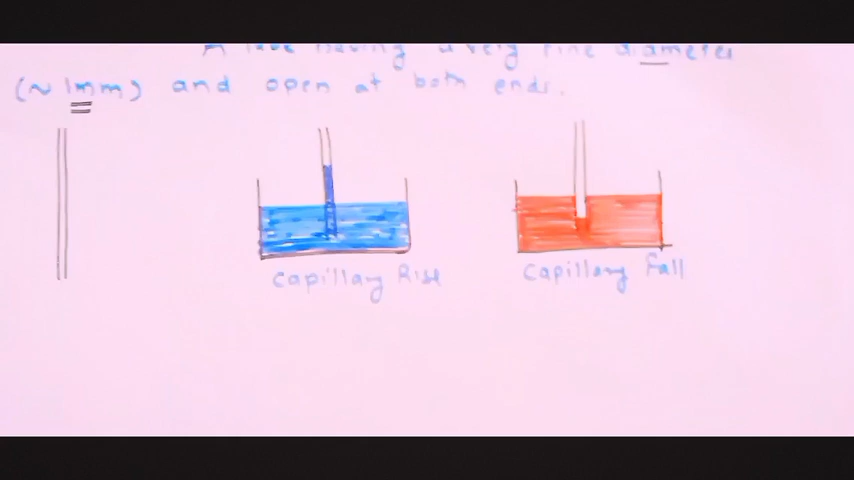 A tube having a very fine diameter
(~ 1mm) and open at both ends.
Capillary Rise
Capillary Fall